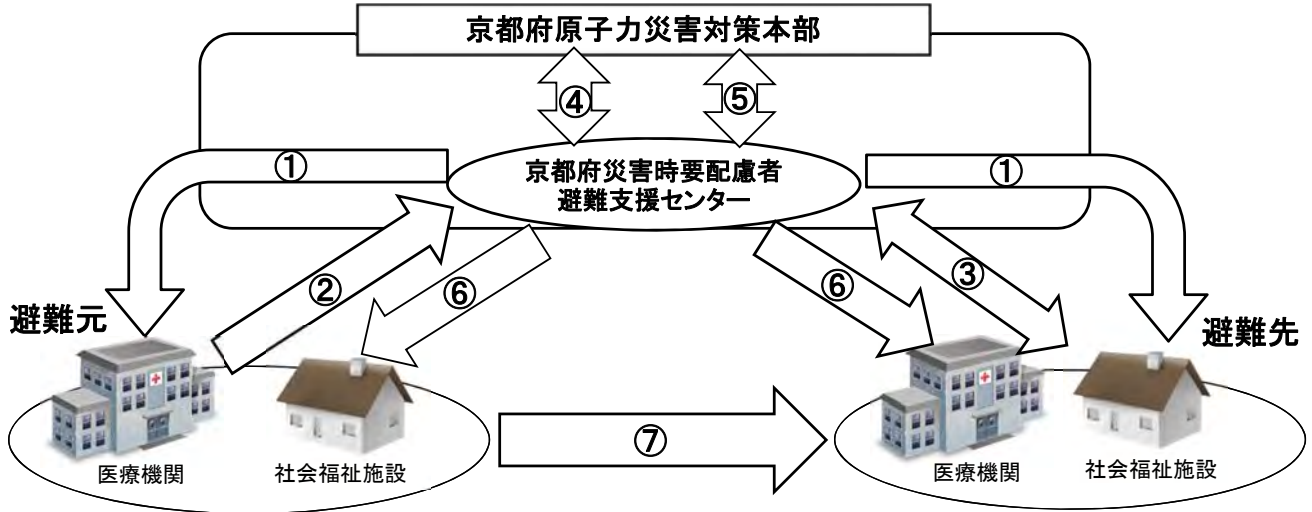 京都府原子力災害対策本部
④
⑤
①
京都府災害時要配慮者
避難支援センター
①
②
⑥
⑥
③
避難元
避難先
医療機関
社会福祉施設
⑦
医療機関
社会福祉施設